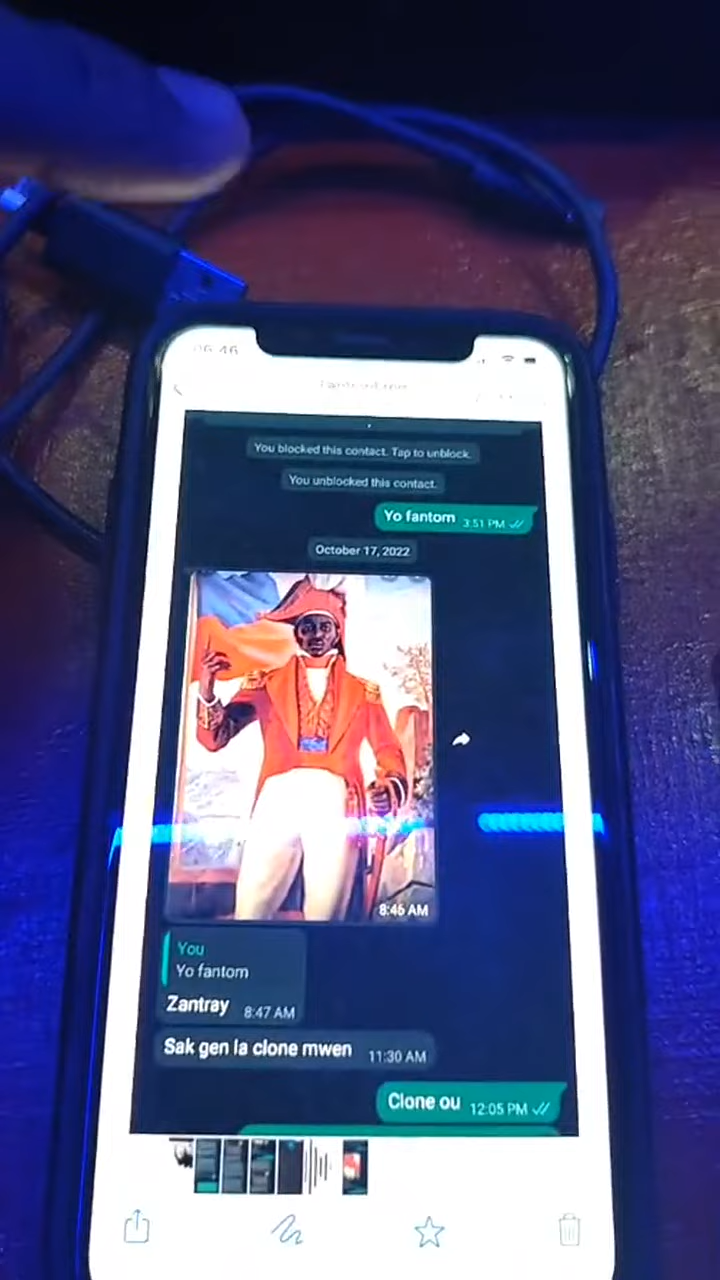 06:46
You blocked this contact. Tap to unblock.
You unblocked this contact.
Yo fantom 3:51 PM
October 17, 2022
8:46 AM
You
Yo fantom
Zantray 8:47 AM
Sak gen la clone mwen 11:30 AM
Clone ou 12:05 PM